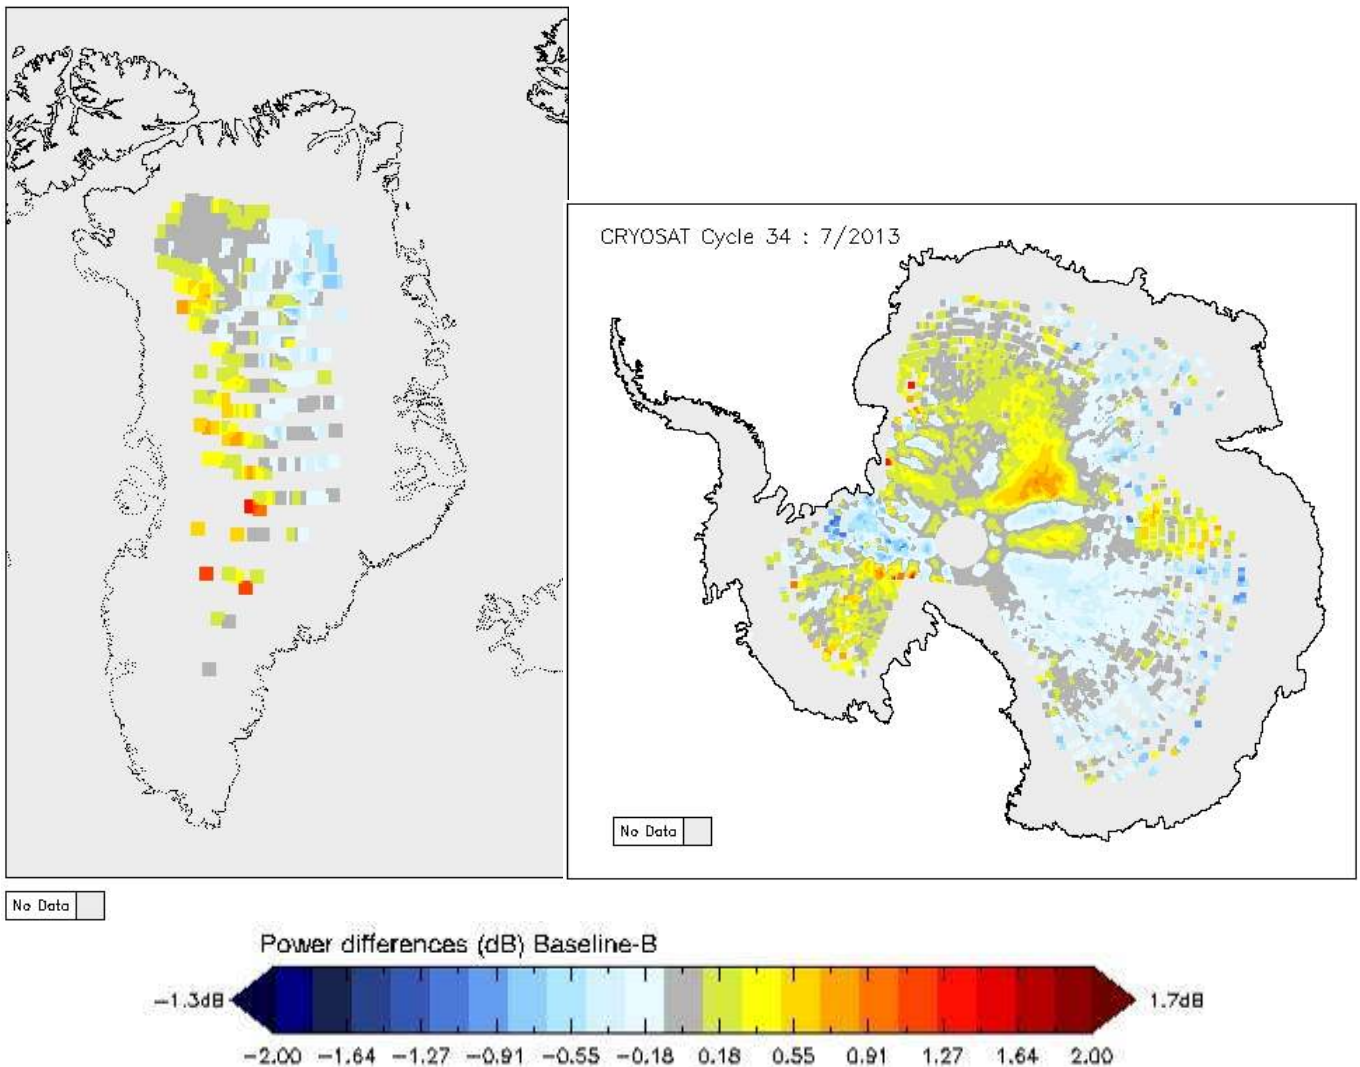 CRYOSAT Cycle 34 : 7/2013
No Data
No Data
Power differences (dB) Baseline-B
-1.3dB
1.7dB
-2.00 -1.64 -1.27 -0.91 -0.55 -0.18 0.18 0.55 0.91 1.27 1.64 2.00